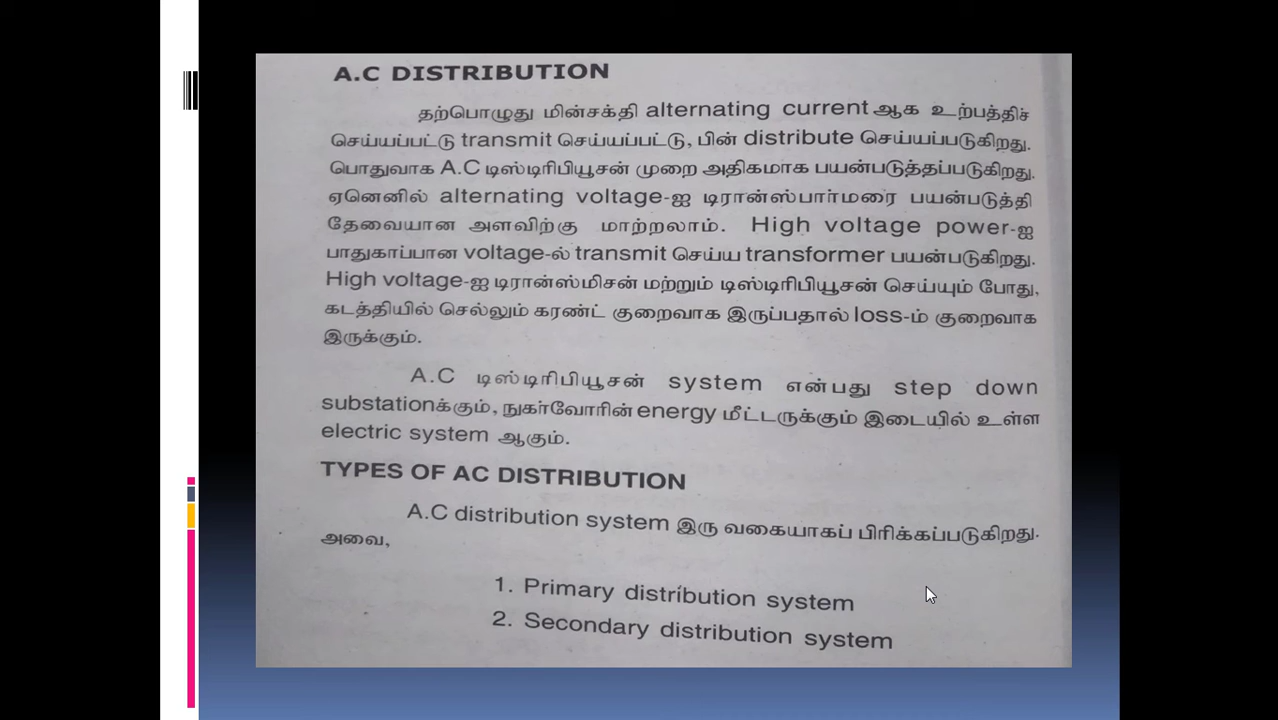 A.C DISTRIBUTION
தற்பொழுது மின்சக்தி alternating current ஆக உற்பத்திச்
செய்யப்பட்டு transmit செய்யப்பட்டு, பின் distribute செய்யப்படுகிறது.
பொதுவாக A.C டிஸ்டிரிபியூசன் முறை அதிகமாக பயன்படுத்தப்படுகிறது.
ஏனெனில் alternating voltage-ஐ டிரான்ஸ்பார்மரை பயன்படுத்தி
தேவையான அளவிற்கு மாற்றலாம். High voltage power-ஐ
பாதுகாப்பான voltage-ல் transmit செய்ய transformer பயன்படுகிறது.
High voltage-ஐ டிரான்ஸ்மிசன் மற்றும் டிஸ்டிரிபியூசன் செய்யும் போது,
கடத்தியில் செல்லும் கரண்ட் குறைவாக இருப்பதால் loss-ம் குறைவாக
இருக்கும்.
A.C டிஸ்டிரிபியூசன் system என்பது step down
substationக்கும், நுகர்வோரின் energy மீட்டருக்கும் இடையில் உள்ள
electric system ஆகும்.
TYPES OF AC DISTRIBUTION
A.C distribution system இரு வகையாகப் பிரிக்கப்படுகிறது.
அவை,
1. Primary distribution system
2. Secondary distribution system